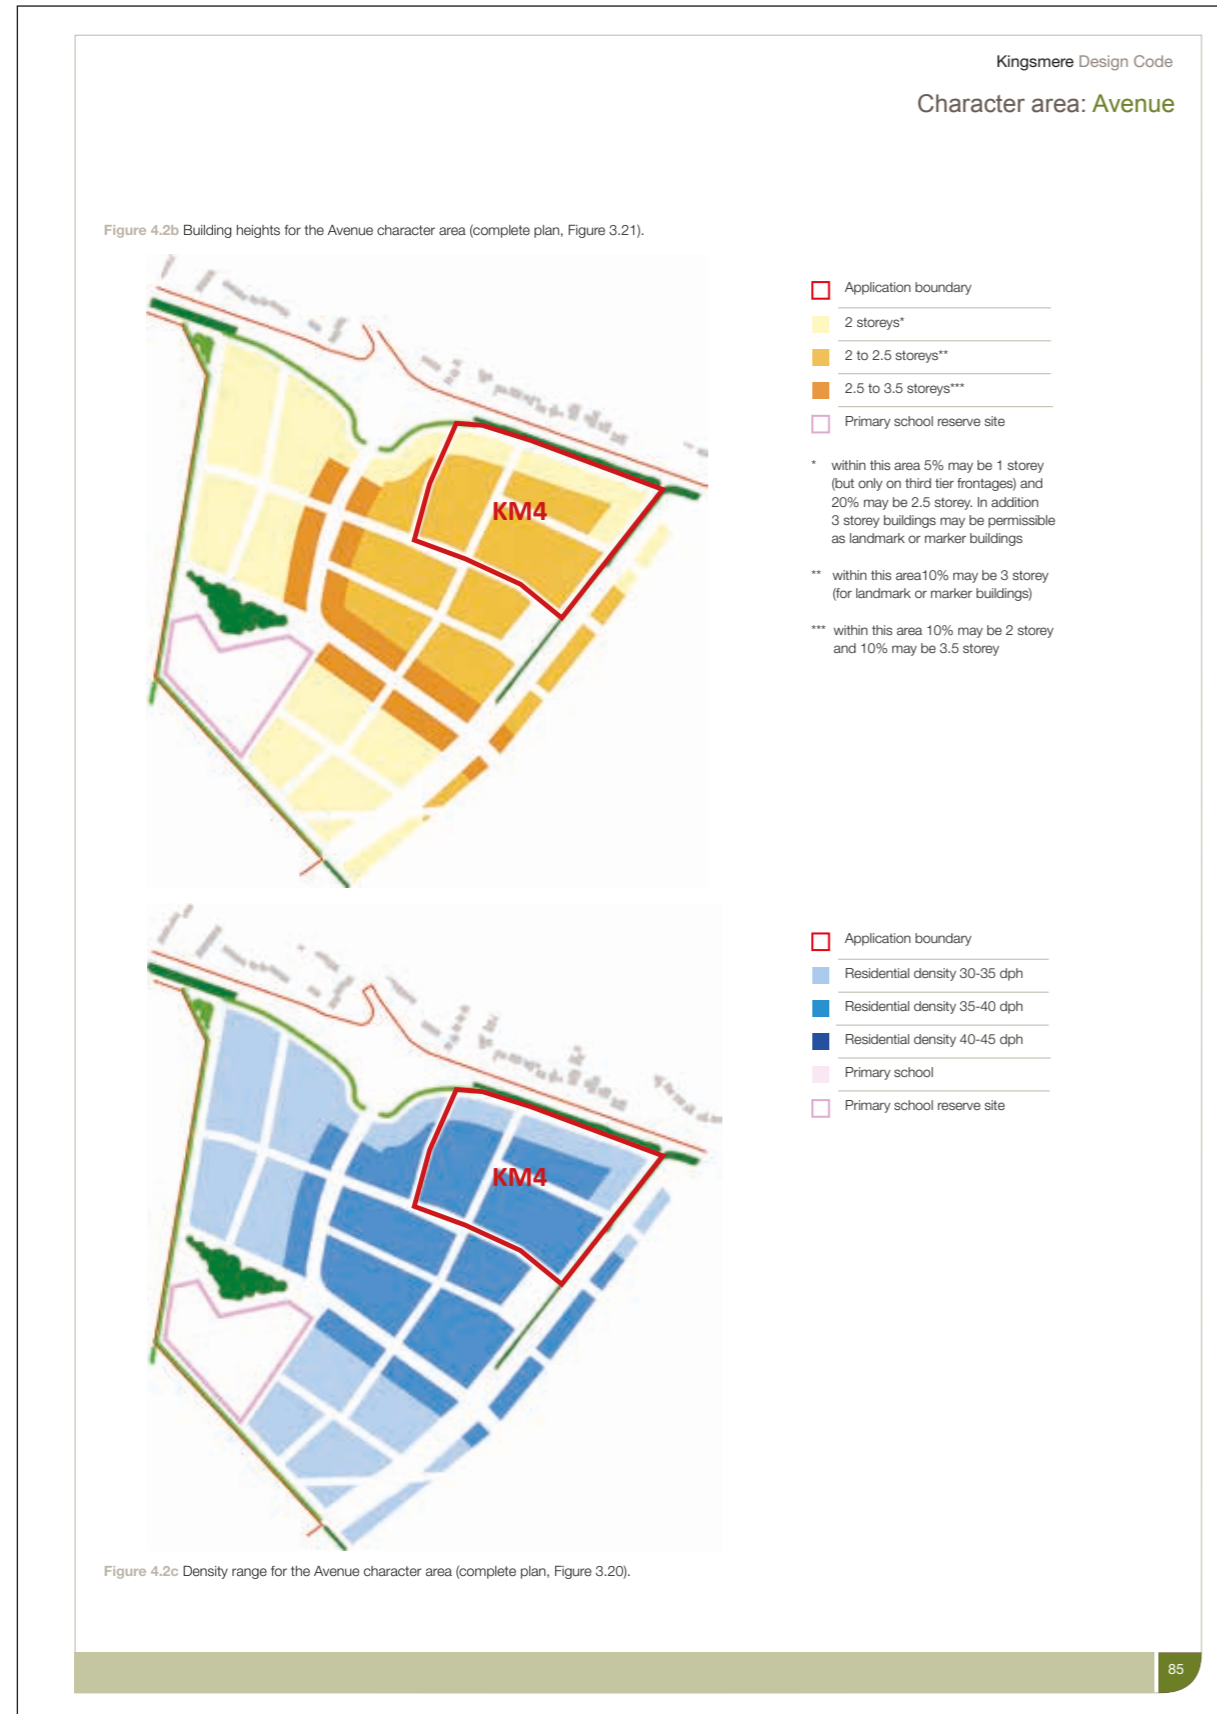 Kingsmere Design Code
Character area: Avenue
Figure 4.2b Building heights for the Avenue character area (complete plan, Figure 3.21).
KM4
Application boundary
2 storeys*
2 to 2.5 storeys**
2.5 to 3.5 storeys***
Primary school reserve site
* within this area 5% may be 1 storey
(but only on third tier frontages) and
20% may be 2.5 storey. In addition
3 storey buildings may be permissible
as landmark or marker buildings
** within this area10% may be 3 storey
(for landmark or marker buildings)
*** within this area 10% may be 2 storey
and 10% may be 3.5 storey
KM4
Application boundary
Residential density 30-35 dph
Residential density 35-40 dph
Residential density 40-45 dph
Primary school
Primary school reserve site
Figure 4.2c Density range for the Avenue character area (complete plan, Figure 3.20).
85